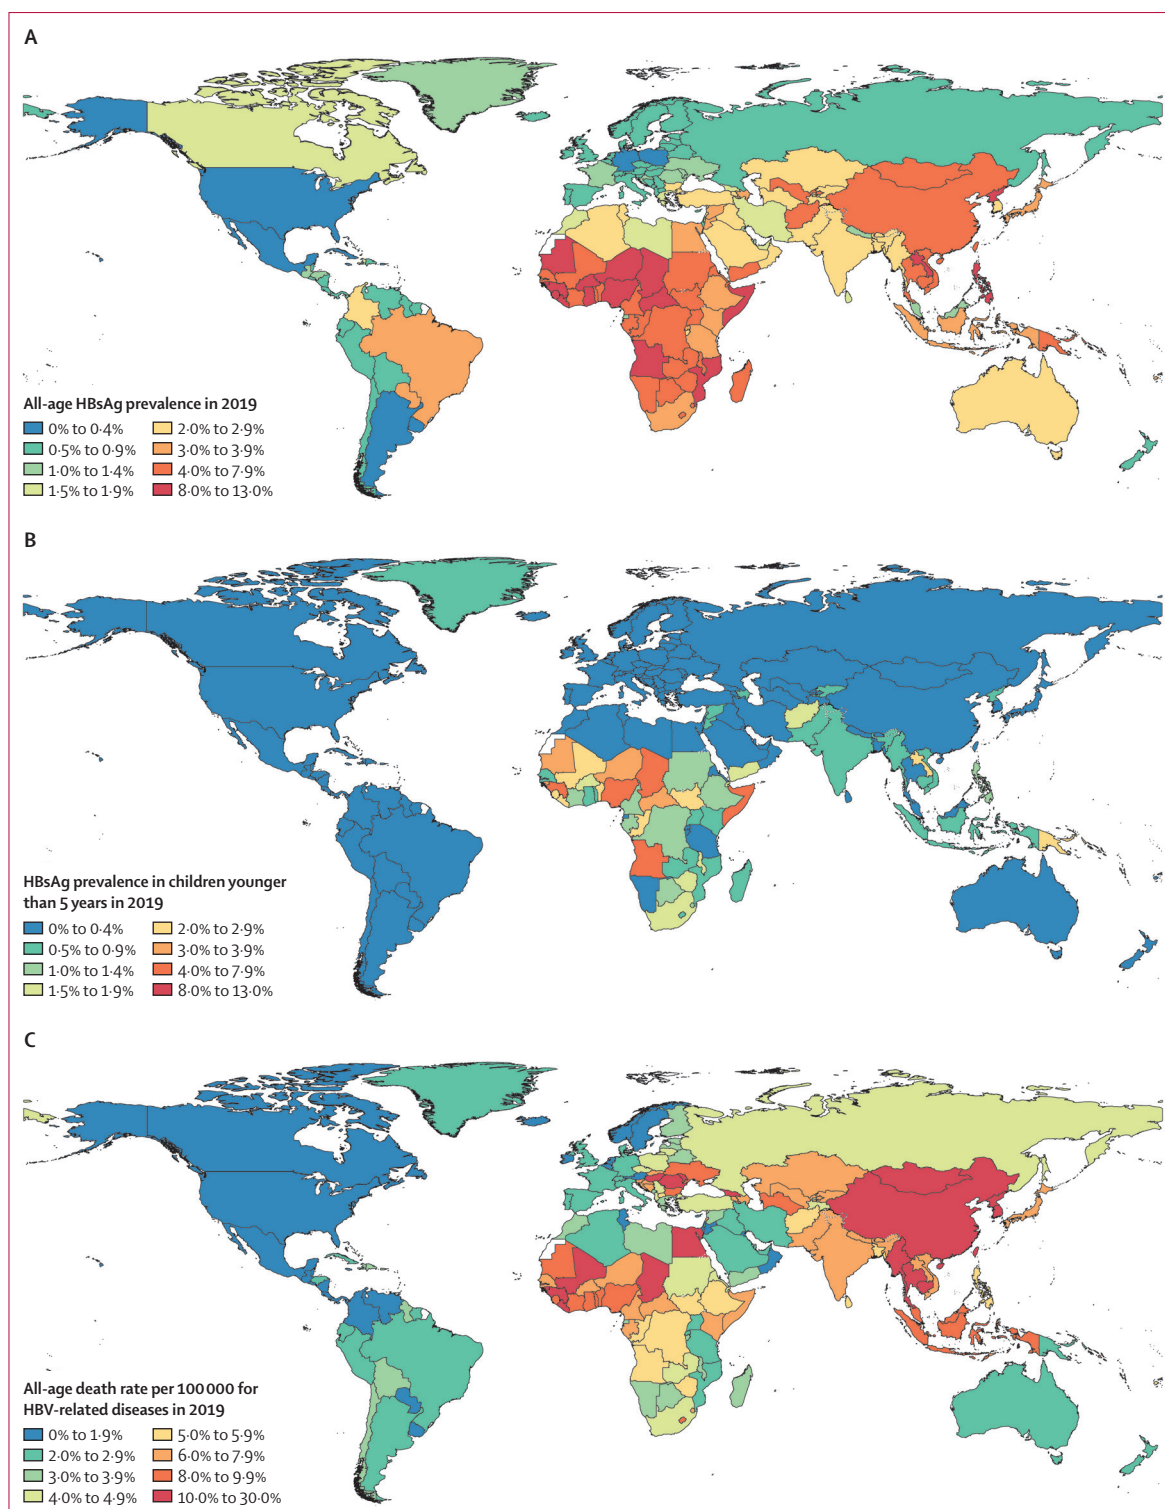 A
All-age HBsAg prevalence in 2019
0% to 0·4%
2·0% to 2·9%
0·5% to 0·9%
3·0% to 3·9%
1·0% to 1·4%
4·0% to 7·9%
1·5% to 1·9%
8·0% to 13·0%
B
HBsAg prevalence in children younger
than 5 years in 2019
0% to 0·4%
2·0% to 2·9%
0·5% to 0·9%
3·0% to 3·9%
1·0% to 1·4%
4·0% to 7·9%
1·5% to 1·9%
8·0% to 13·0%
C
All-age death rate per 100 000 for
HBV-related diseases in 2019
0% to 1·9%
5·0% to 5·9%
2·0% to 2·9%
6·0% to 7·9%
3·0% to 3·9%
8·0% to 9·9%
4·0% to 4·9%
10·0% to 30·0%